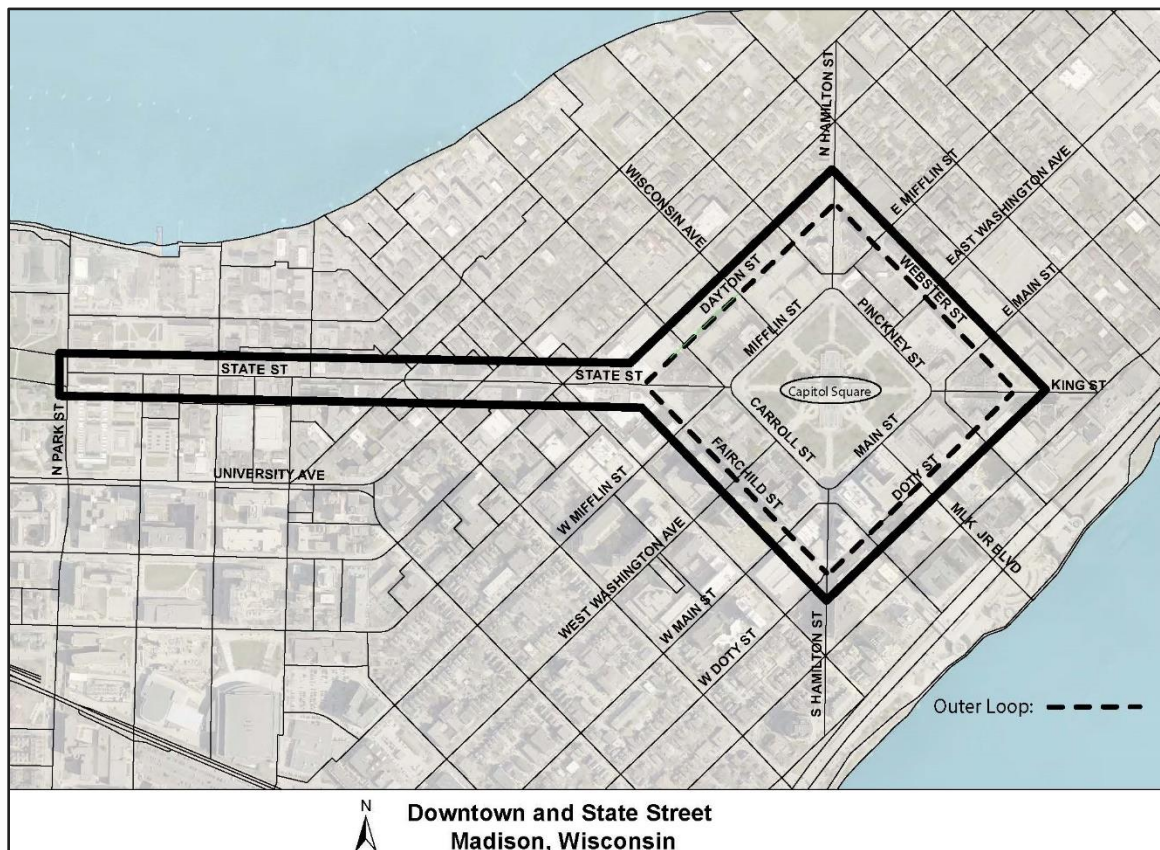 N HAMILTON ST
WISCONSIN AVE
E MIFFLIN ST
EAST WASHINGTON AVE
DAYTON ST
WEBSTER ST
E MAIN ST
MIFFLIN ST
PINCKNEY ST
STATE ST
STATE ST
KING ST
Capitol Square
N PARK ST
CARROLL ST
MAIN ST
UNIVERSITY AVE
FAIRCHILD ST
DOTY ST
W MIFFLIN ST
MLK JR BLVD
WEST WASHINGTON AVE
W MAIN ST
W DOTY ST
S HAMILTON ST
Outer Loop:
N
Downtown and State Street
Madison, Wisconsin